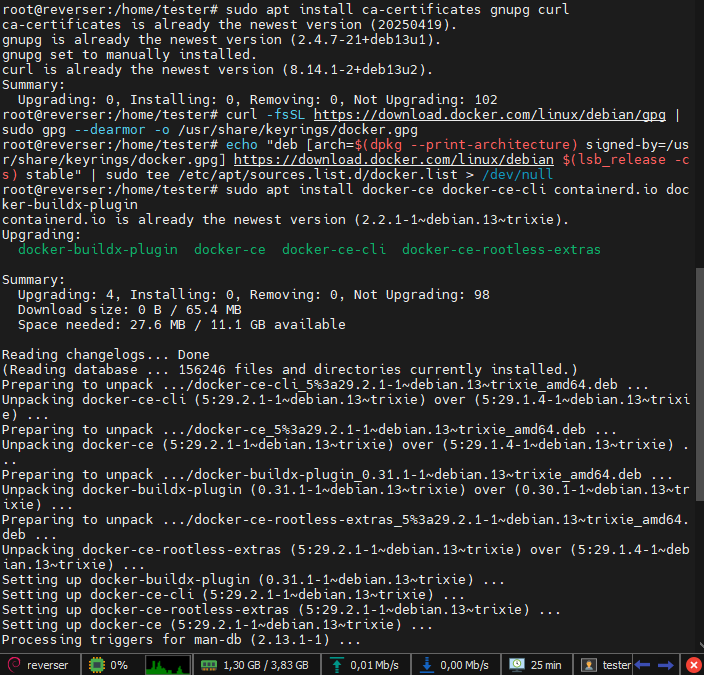 root@reverser:/home/tester# sudo apt install ca-certificates gnupg curl
ca-certificates is already the newest version (20250419).
gnupg is already the newest version (2.4.7-21+deb13u1).
gnupg set to manually installed.
curl is already the newest version (8.14.1-2+deb13u2).
Summary:
  Upgrading: 0, Installing: 0, Removing: 0, Not Upgrading: 102
root@reverser:/home/tester# curl -fsSL https://download.docker.com/linux/debian/gpg |
sudo gpg --dearmor -o /usr/share/keyrings/docker.gpg
root@reverser:/home/tester# echo "deb [arch=$(dpkg --print-architecture) signed-by=/us
r/share/keyrings/docker.gpg] https://download.docker.com/linux/debian $(lsb_release -c
s) stable" | sudo tee /etc/apt/sources.list.d/docker.list > /dev/null
root@reverser:/home/tester# sudo apt install docker-ce docker-ce-cli containerd.io doc
ker-buildx-plugin
containerd.io is already the newest version (2.2.1-1~debian.13~trixie).
Upgrading:
  docker-buildx-plugin  docker-ce  docker-ce-cli  docker-ce-rootless-extras

Summary:
  Upgrading: 4, Installing: 0, Removing: 0, Not Upgrading: 98
  Download size: 0 B / 65.4 MB
  Space needed: 27.6 MB / 11.1 GB available

Reading changelogs... Done
(Reading database ... 156246 files and directories currently installed.)
Preparing to unpack .../docker-ce-cli_5%3a29.2.1-1~debian.13~trixie_amd64.deb ...
Unpacking docker-ce-cli (5:29.2.1-1~debian.13~trixie) over (5:29.1.4-1~debian.13~trixi
e) ...
Preparing to unpack .../docker-ce_5%3a29.2.1-1~debian.13~trixie_amd64.deb ...
Unpacking docker-ce (5:29.2.1-1~debian.13~trixie) over (5:29.1.4-1~debian.13~trixie) .
..
Preparing to unpack .../docker-buildx-plugin_0.31.1-1~debian.13~trixie_amd64.deb ...
Unpacking docker-buildx-plugin (0.31.1-1~debian.13~trixie) over (0.30.1-1~debian.13~tr
ixie) ...
Preparing to unpack .../docker-ce-rootless-extras_5%3a29.2.1-1~debian.13~trixie_amd64.
deb ...
Unpacking docker-ce-rootless-extras (5:29.2.1-1~debian.13~trixie) over (5:29.1.4-1~deb
ian.13~trixie) ...
Setting up docker-buildx-plugin (0.31.1-1~debian.13~trixie) ...
Setting up docker-ce-cli (5:29.2.1-1~debian.13~trixie) ...
Setting up docker-ce-rootless-extras (5:29.2.1-1~debian.13~trixie) ...
Setting up docker-ce (5:29.2.1-1~debian.13~trixie) ...
Processing triggers for man-db (2.13.1-1) ...
reverser 0% 1,30 GB / 3,83 GB 0,01 Mb/s 0,00 Mb/s 25 min tester